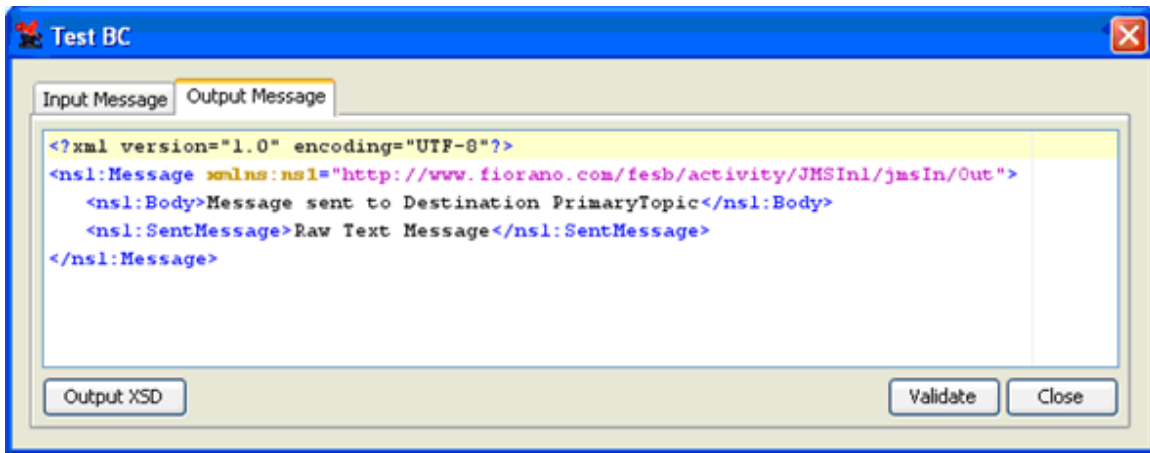 Test BC
Input Message Output Message
<?xml version="1.0" encoding="UTF-8"?>
<ns1:Message xmlns:ns1="http://www.fiorano.com/fesb/activity/JMSIn1/jmsIn/Out">
<ns1:Body>Message sent to Destination PrimaryTopic</ns1:Body>
<ns1:SentMessage>Raw Text Message</ns1:SentMessage>
</ns1:Message>
Output XSD Validate Close